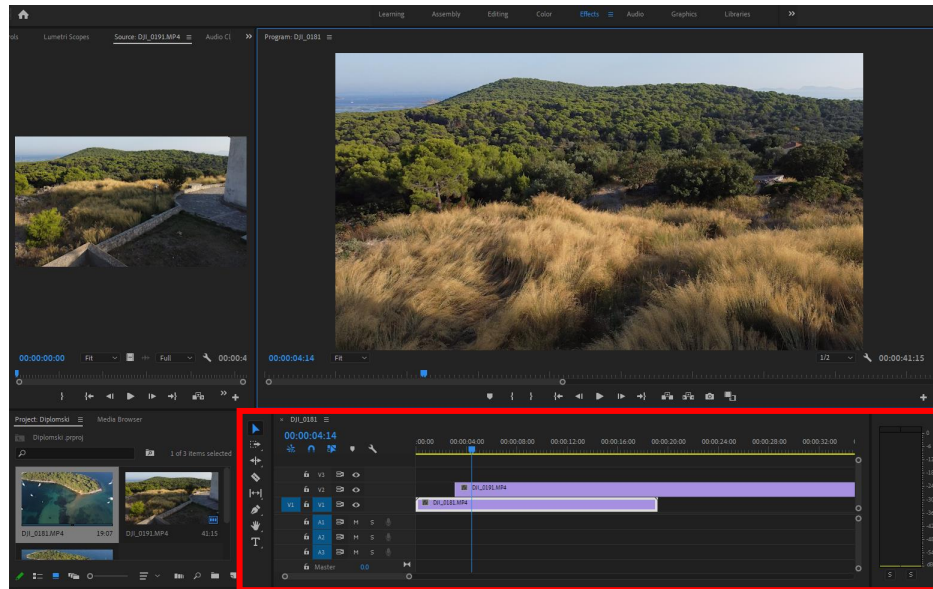 Learning Assembly Editing Color Effects Audio Graphics Libraries
Lumetri Scopes Source: DJI_0191.MP4 Audio Cl
Program: DJI_0181
00:00:00:00 Fit Full 00:00:4
00:00:04:14 Fit 1/2 00:00:41:15
Project: Diplomski Media Browser
Diplomski .prproj
1 of 3 items selected
DJI_0181.MP4 19:07
DJI_0191.MP4 41:15
× DJI_0181
00:00:04:14
:00:00 00:00:04:00 00:00:08:00 00:00:12:00 00:00:16:00 00:00:20:00 00:00:24:00 00:00:28:00 00:00:32:00
V3
V2 DJI_0191.MP4
V1 V1 DJI_0181.MP4
A1 M S
A2 M S
A3 M S
Master 0.0
S S